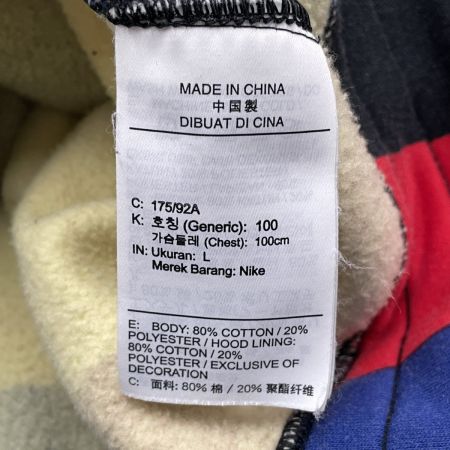 MADE IN CHINA
中国製
DIBUAT DI CINA
C: 175/92A
K: 호칭 (Generic): 100
가슴둘레 (Chest): 100cm
IN: Ukuran: L
Merek Barang: Nike
E: BODY: 80% COTTON / 20%
POLYESTER / HOOD LINING:
80% COTTON / 20%
POLYESTER / EXCLUSIVE OF
DECORATION
C: 面料: 80% 棉 / 20% 聚酯纤维